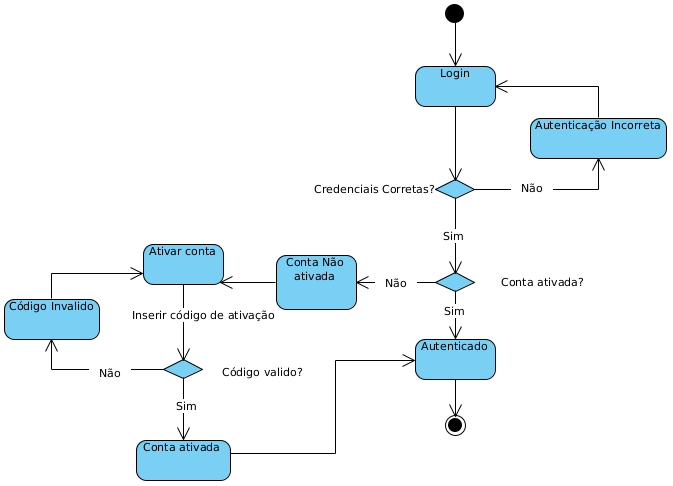 Login
Autenticação Incorreta
Credenciais Corretas?
Não
Sim
Ativar conta
Conta Não
ativada
Não
Conta ativada?
Código Invalido
Inserir código de ativação
Sim
Autenticado
Não
Código valido?
Sim
Conta ativada